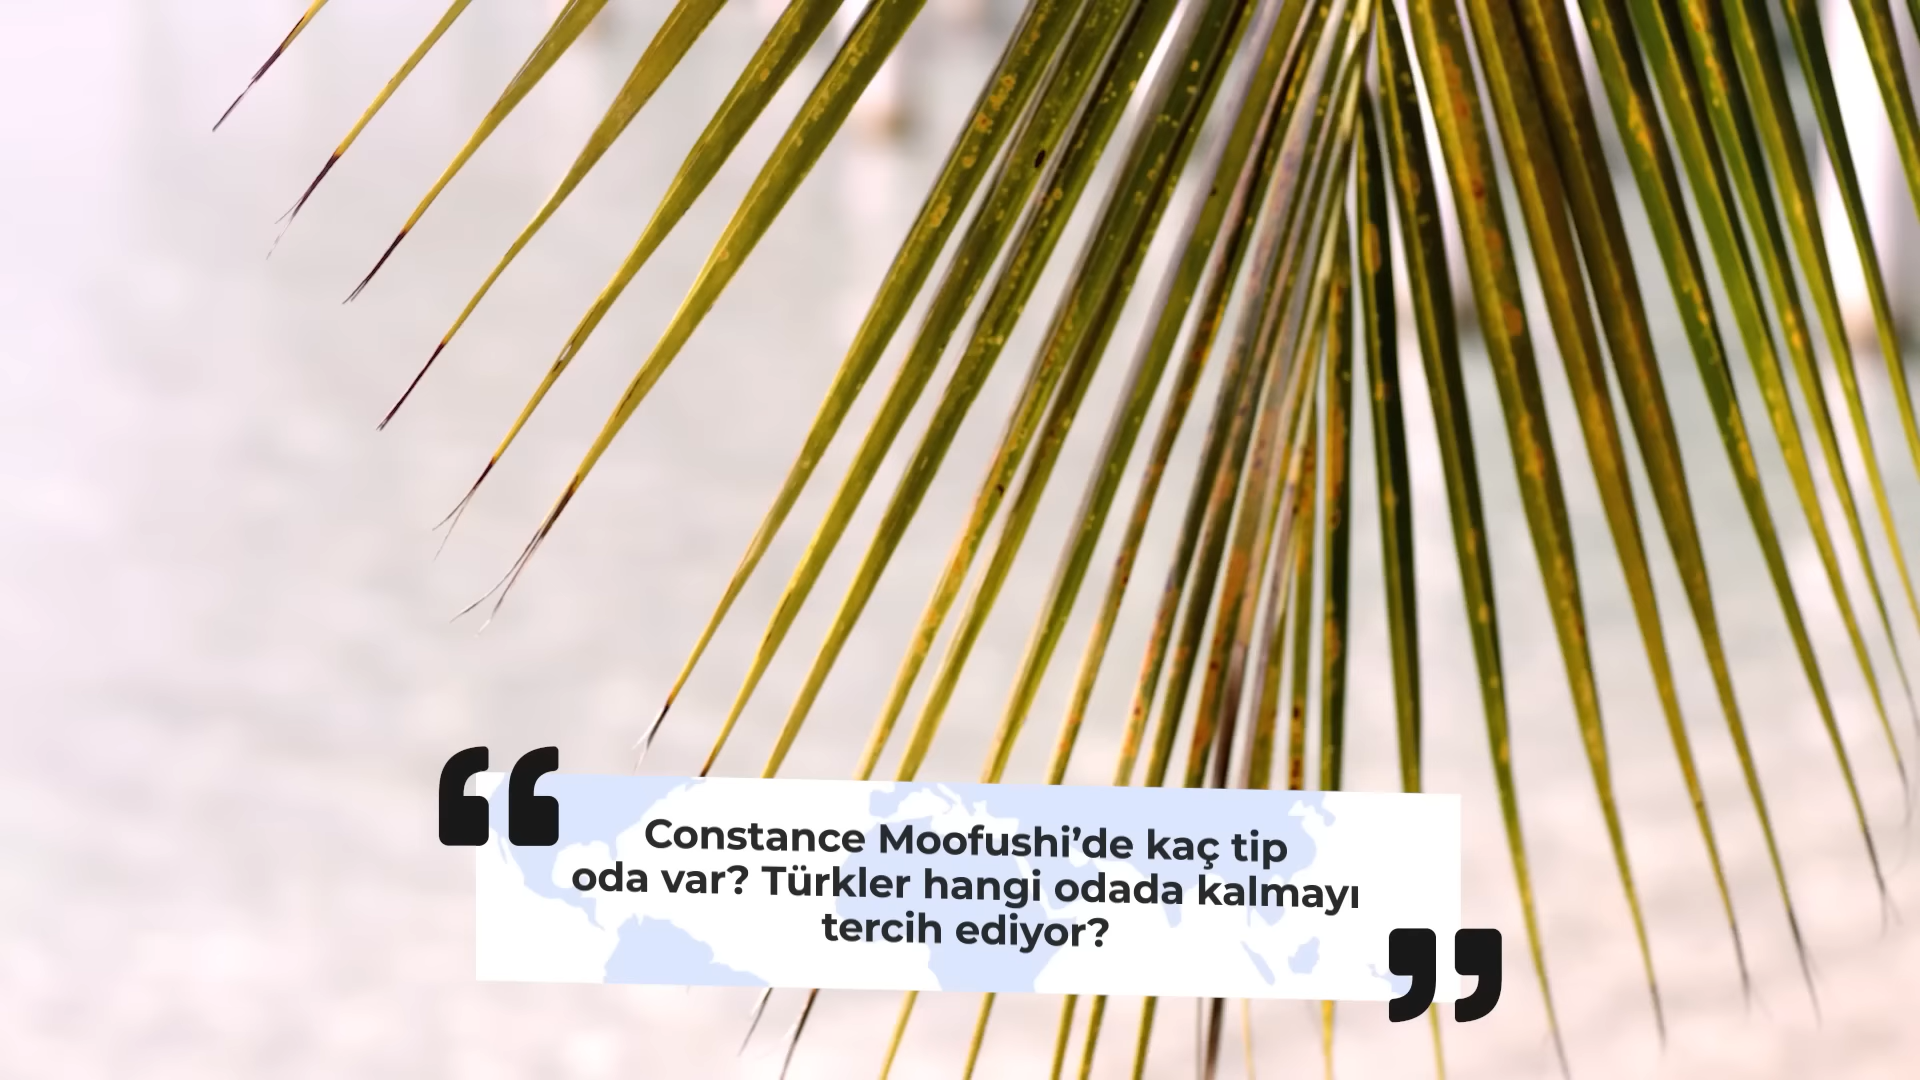 Constance Moofushi’de kaç tip
oda var? Türkler hangi odada kalmayı
tercih ediyor?